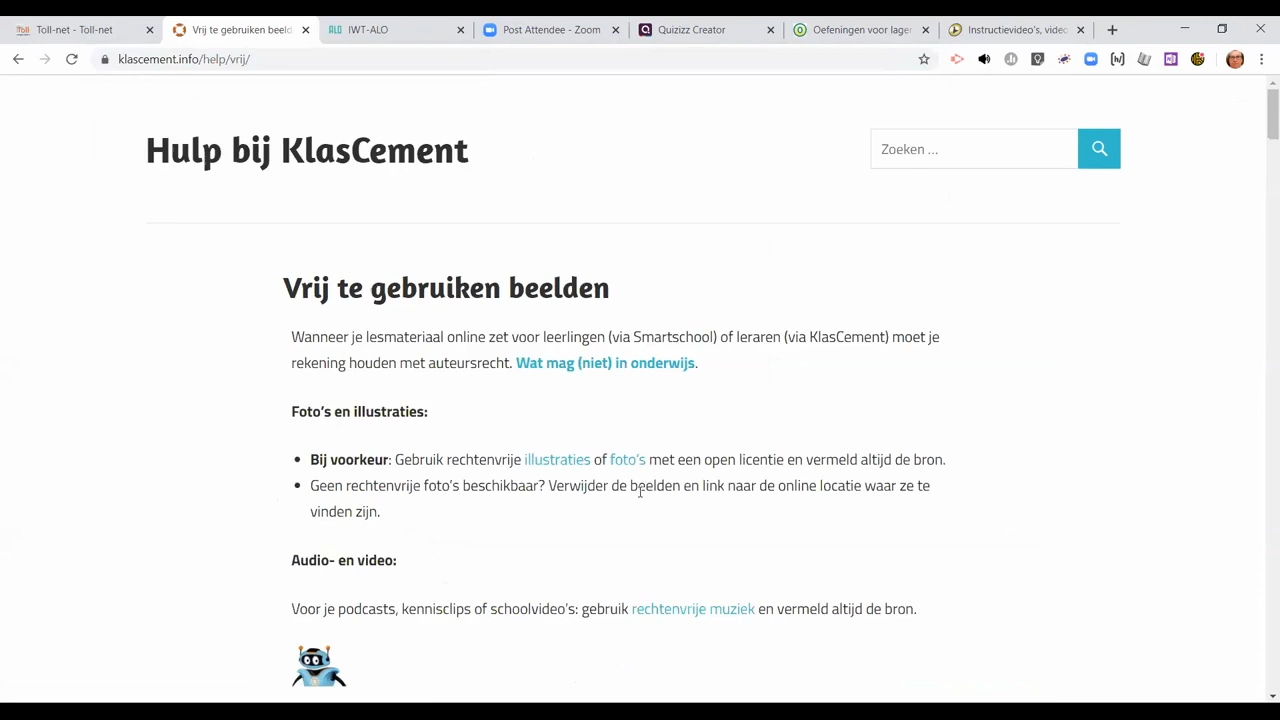 Toll-net - Toll-net
Vrij te gebruiken beeld
IWT-ALO
Post Attendee - Zoom
Quizizz Creator
Oefeningen voor lager
Instructievideo's, video
klascement.info/help/vrij/
Hulp bij KlasCement
Zoeken …
Vrij te gebruiken beelden
Wanneer je lesmateriaal online zet voor leerlingen (via Smartschool) of leraren (via KlasCement) moet je
rekening houden met auteursrecht. Wat mag (niet) in onderwijs.
Foto's en illustraties:
Bij voorkeur: Gebruik rechtenvrije illustraties of foto's met een open licentie en vermeld altijd de bron.
Geen rechtenvrije foto's beschikbaar? Verwijder de beelden en link naar de online locatie waar ze te
vinden zijn.
Audio- en video:
Voor je podcasts, kennisclips of schoolvideo's: gebruik rechtenvrije muziek en vermeld altijd de bron.